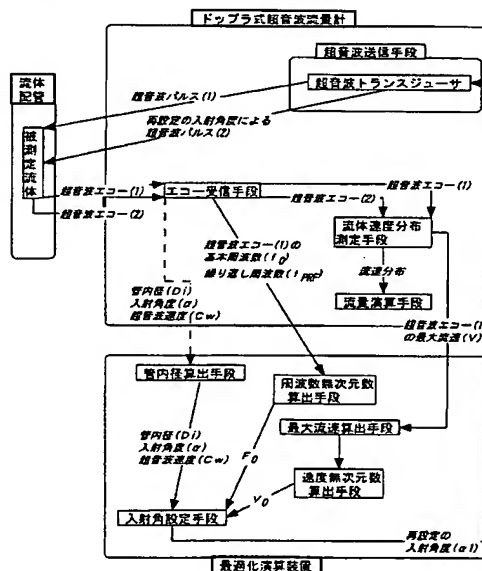 ドップラ式超音波流量計
超音波送信手段
超音波トランスジューサ
流体
配管
被測定流体
超音波パルス(1)
再設定の入射角度による
超音波パルス(2)
超音波エコー(1)
超音波エコー(2)
エコー受信手段
超音波エコー(1)
超音波エコー(2)
流体速度分布
測定手段
超音波エコー(1)の
基本周波数(f0)
繰り返し周波数(fPRF)
流速分布
流量演算手段
管内径(Di)
入射角度(α)
超音波速度(Cw)
超音波エコー(1)
の最大流速(V)
管内径算出手段
周波数無次元数
算出手段
最大流速算出手段
管内径(Di)
入射角度(α)
超音波速度(Cw)
F0
速度無次元数
算出手段
V0
入射角設定手段
再設定の
入射角度(α1)
最適化演算装置